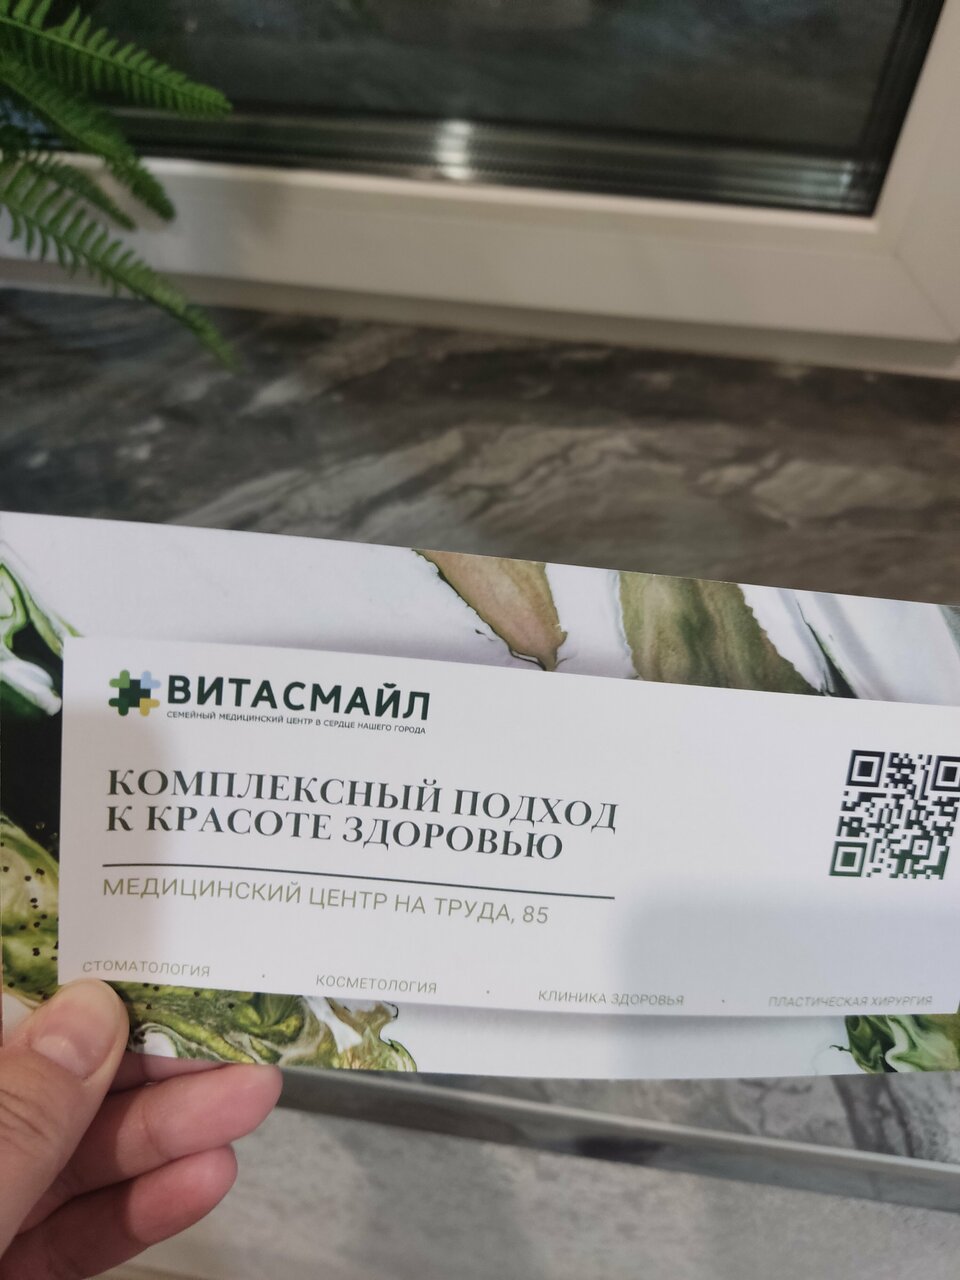 ВИТАСМАЙЛ
СЕМЕЙНЫЙ МЕДИЦИНСКИЙ ЦЕНТР В СЕРДЦЕ НАШЕГО ГОРОДА
КОМПЛЕКСНЫЙ ПОДХОД
К КРАСОТЕ ЗДОРОВЬЮ
МЕДИЦИНСКИЙ ЦЕНТР НА ТРУДА, 85
СТОМАТОЛОГИЯ · КОСМЕТОЛОГИЯ · КЛИНИКА ЗДОРОВЬЯ · ПЛАСТИЧЕСКАЯ ХИРУРГИЯ